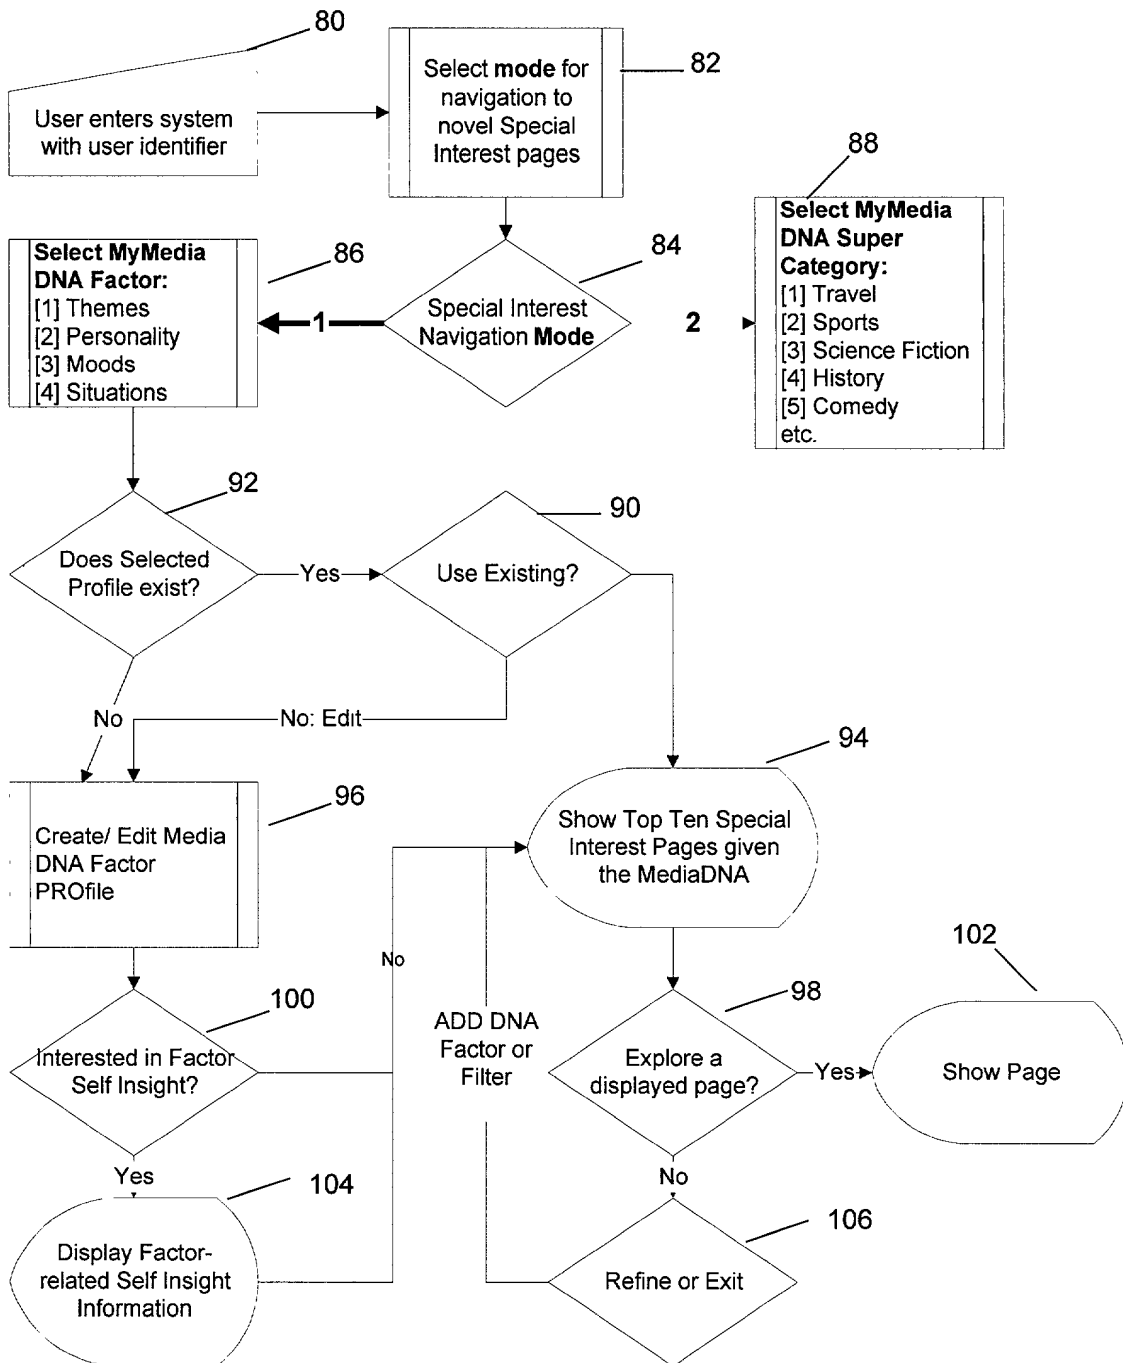 80
User enters system
with user identifier
Select mode for
navigation to
novel Special
Interest pages
82
88
Select MyMedia
DNA Super
Category:
[1] Travel
[2] Sports
[3] Science Fiction
[4] History
[5] Comedy
etc.
86
Select MyMedia
DNA Factor:
[1] Themes
[2] Personality
[3] Moods
[4] Situations
84
Special Interest
Navigation Mode
1
2
92
Does Selected
Profile exist?
Yes
90
Use Existing?
No
No: Edit
94
Show Top Ten Special
Interest Pages given
the MediaDNA
96
Create/ Edit Media
DNA Factor
PROfile
No
100
Interested in Factor
Self Insight?
ADD DNA
Factor or
Filter
98
Explore a
displayed page?
Yes
102
Show Page
Yes
104
Display Factor-
related Self Insight
Information
No
106
Refine or Exit